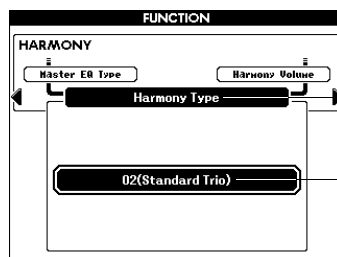 FUNCTION
HARMONY
Master EQ Type
Harmony Volume
Harmony Type
02(Standard Trio)